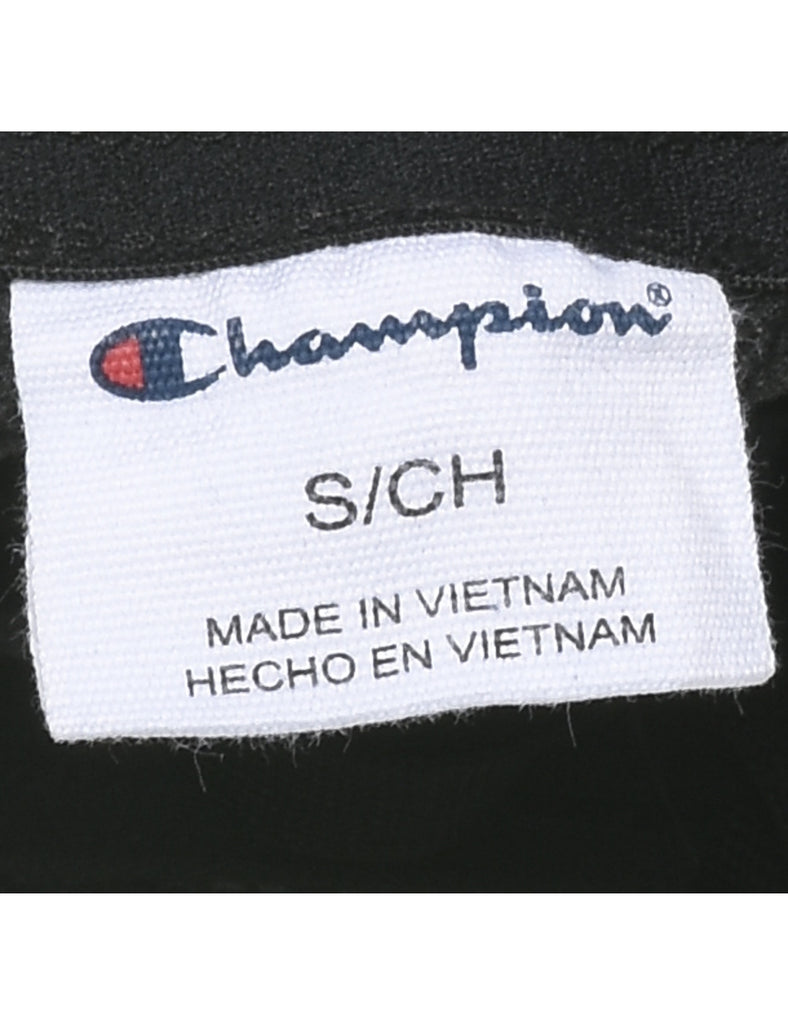 Champion®
S/CH
MADE IN VIETNAM
HECHO EN VIETNAM